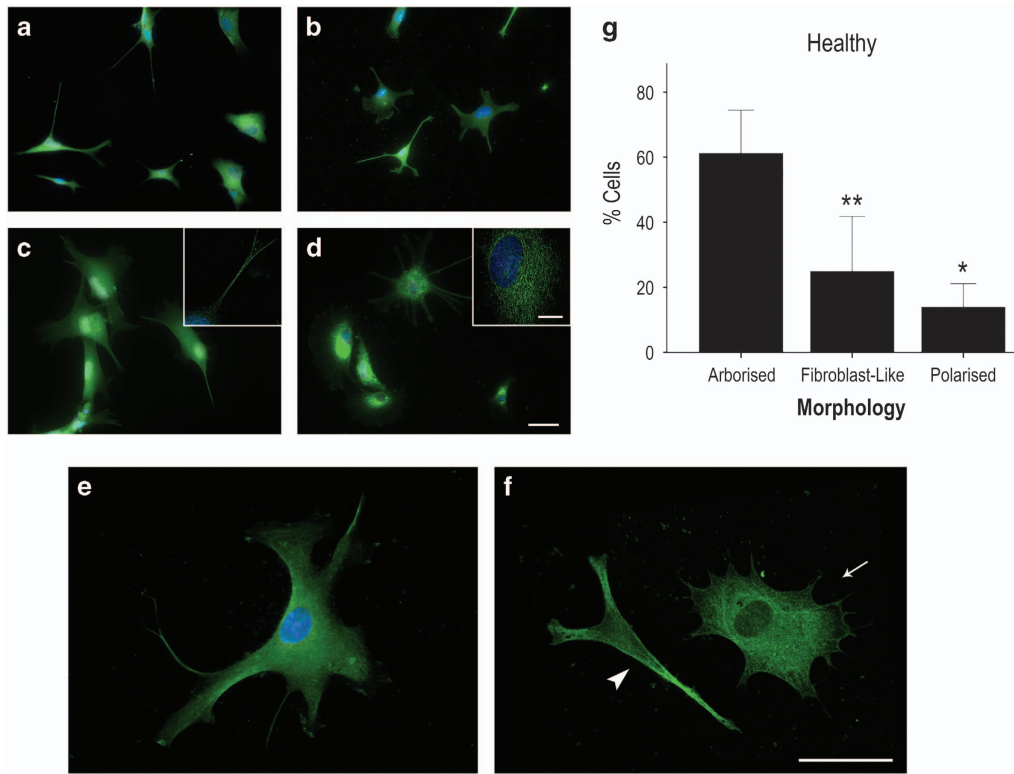 a
b
c
d
e
f
g
Healthy
% Cells
80
60
40
20
0
**
*
Arborised
Fibroblast-Like
Polarised
Morphology